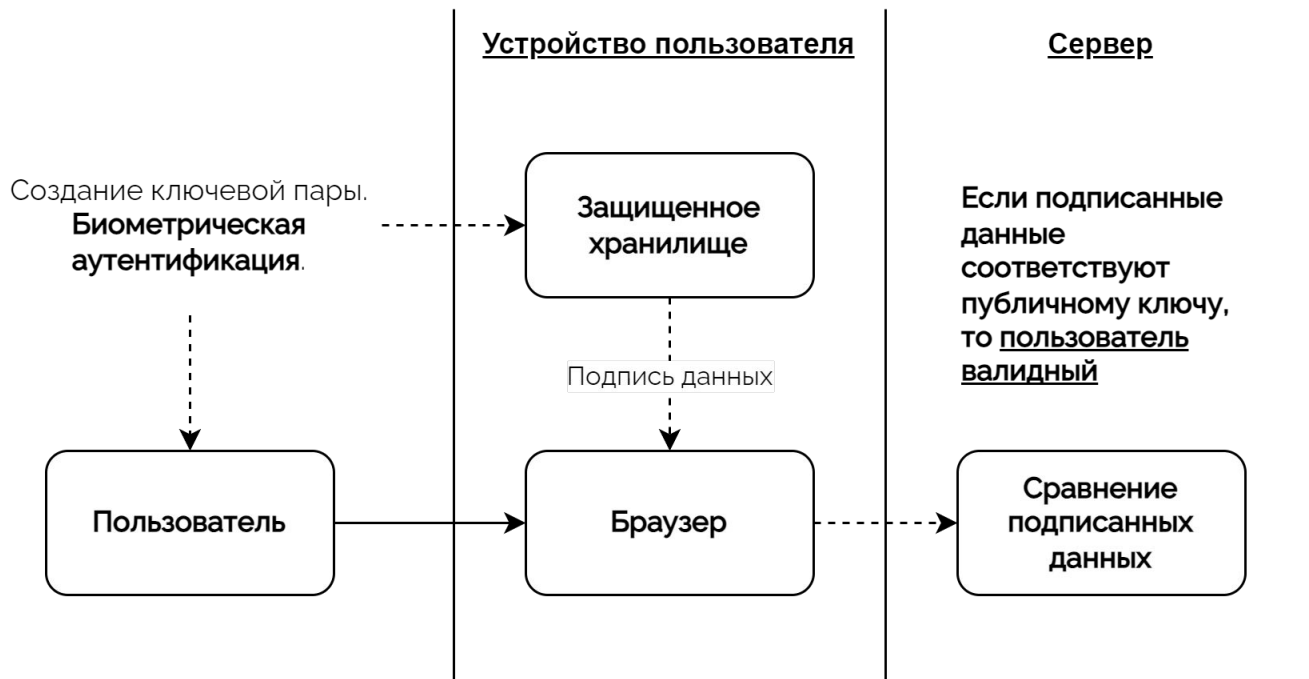 Устройство пользователя
Сервер
Создание ключевой пары.
Биометрическая
аутентификация.
Защищенное
хранилище
Если подписанные
данные
соответствуют
публичному ключу,
то пользователь
валидный
Подпись данных
Пользователь
Браузер
Сравнение
подписанных
данных